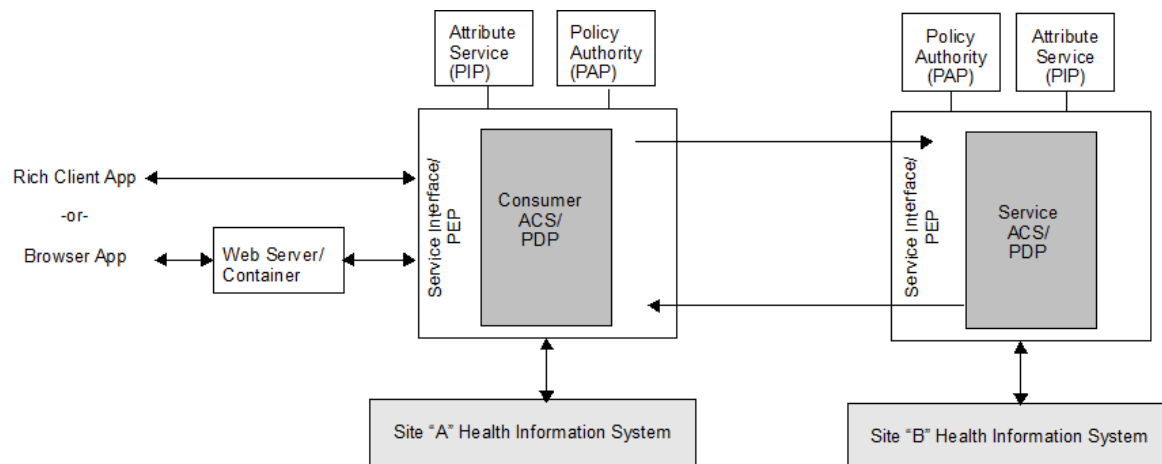 Attribute
Service
(PIP)
Policy
Authority
(PAP)
Policy
Authority
(PAP)
Attribute
Service
(PIP)
Rich Client App
-or-
Browser App
Web Server/
Container
Service Interface/
PEP
Consumer
ACS/
PDP
Service Interface/
PEP
Service
ACS/
PDP
Site “A” Health Information System
Site “B” Health Information System